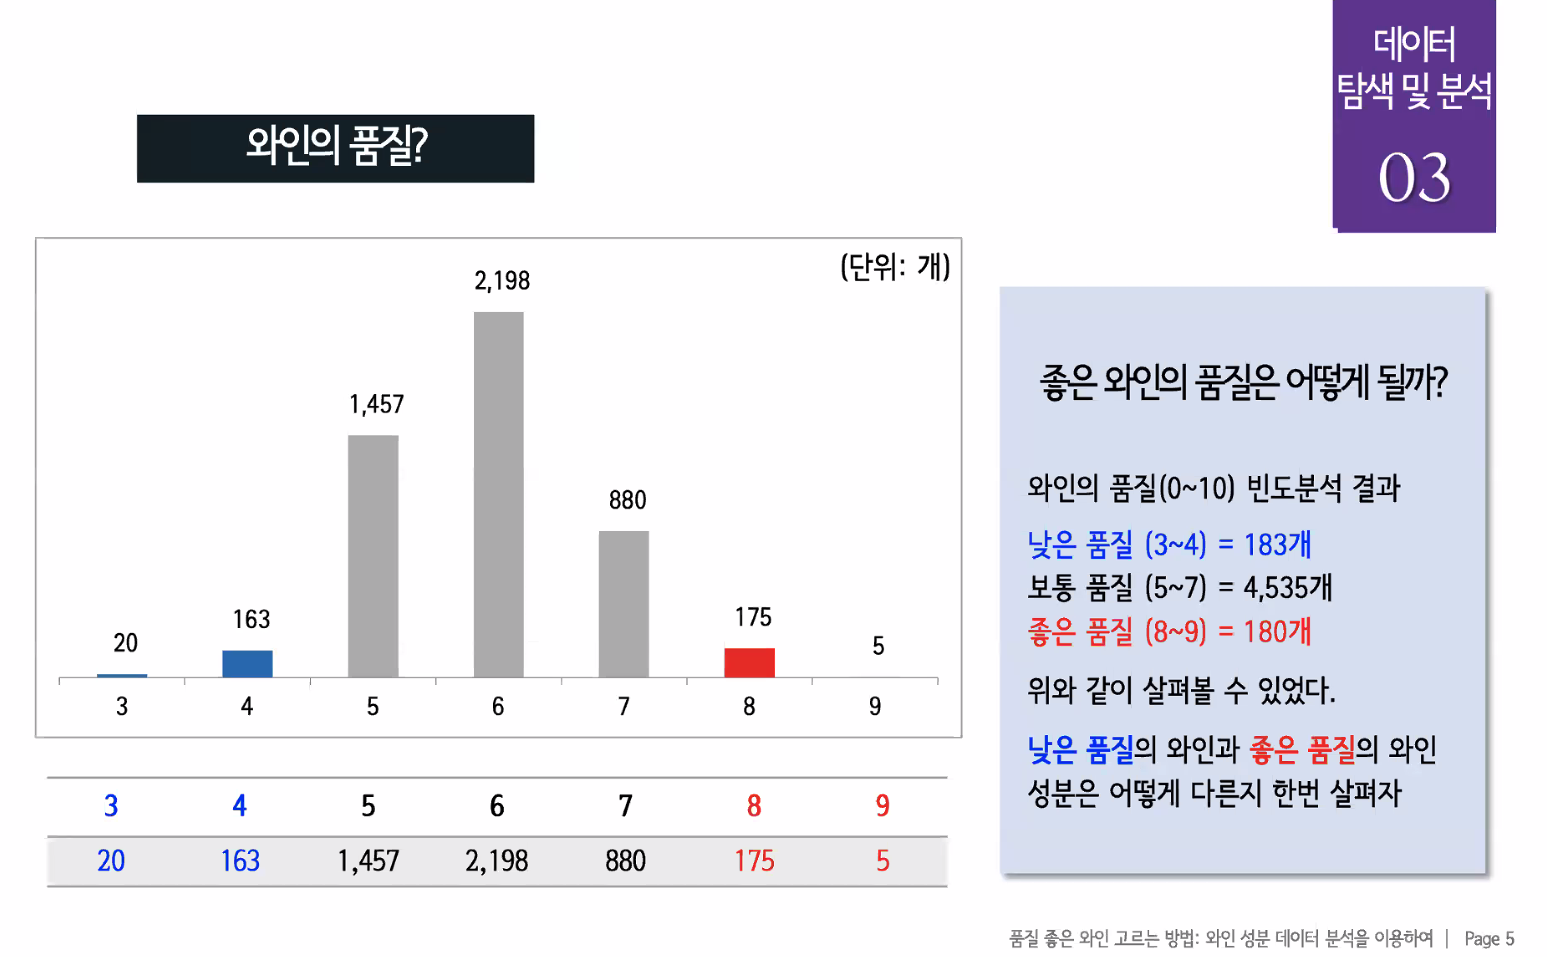 데이터
탐색 및 분석
03
와인의 품질?
(단위: 개)
2,198
1,457
880
163
175
20
5
3 4 5 6 7 8 9
3 4 5 6 7 8 9
20 163 1,457 2,198 880 175 5
좋은 와인의 품질은 어떻게 될까?
와인의 품질(0~10) 빈도분석 결과
낮은 품질 (3~4) = 183개
보통 품질 (5~7) = 4,535개
좋은 품질 (8~9) = 180개
위와 같이 살펴볼 수 있었다.
낮은 품질의 와인과 좋은 품질의 와인
성분은 어떻게 다른지 한번 살펴자
품질 좋은 와인 고르는 방법: 와인 성분 데이터 분석을 이용하여 | Page 5